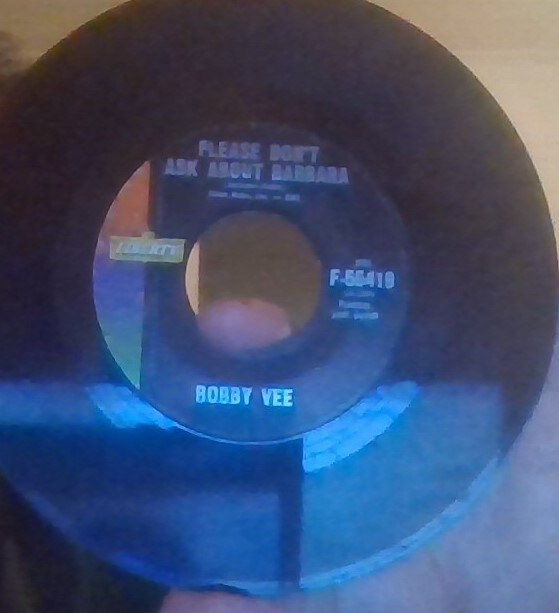 PLEASE DON'T
ASK ABOUT BARBARA
LIBERTY
F-55419
BOBBY VEE